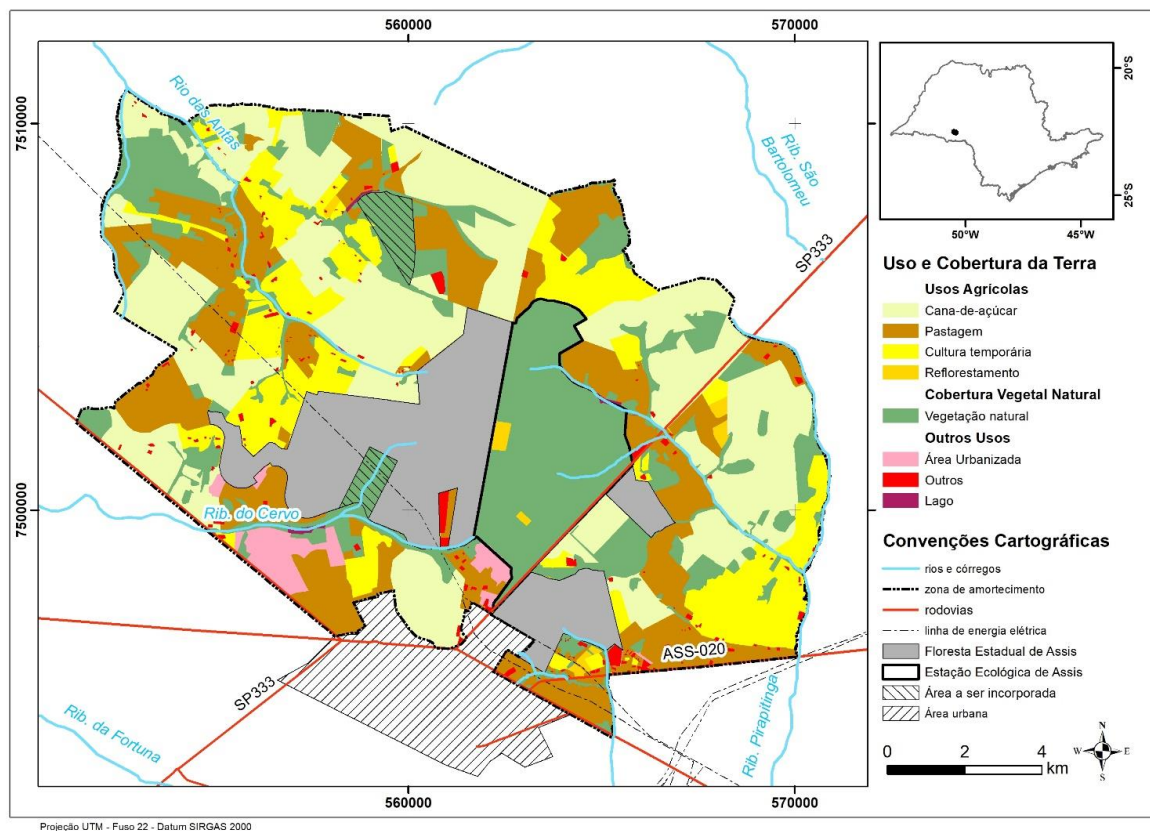 560000
570000
7510000
7500000
Rio das Antas
Rib. São
Bartolomeu
SP333
Rib. do Cervo
ASS-020
SP333
Rib. da Fortuna
Rib. Pirapitinga
560000
570000
20°S
25°S
50°W
45°W
Uso e Cobertura da Terra
Usos Agrícolas
Cana-de-açúcar
Pastagem
Cultura temporária
Reflorestamento
Cobertura Vegetal Natural
Vegetação natural
Outros Usos
Área Urbanizada
Outros
Lago
Convenções Cartográficas
rios e córregos
zona de amortecimento
rodovias
linha de energia elétrica
Floresta Estadual de Assis
Estação Ecológica de Assis
Área a ser incorporada
Área urbana
0 2 4
km
N
W E
S
Projeção UTM - Fuso 22 - Datum SIRGAS 2000